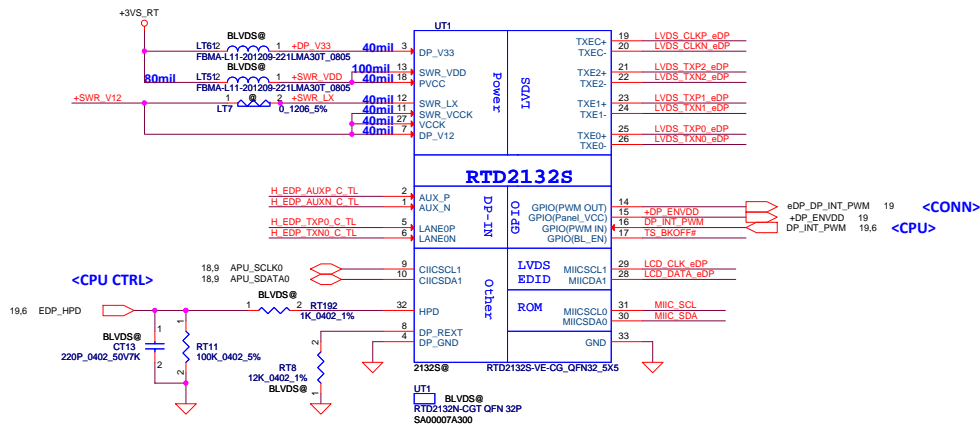 +3VS_RT
UT1
BLVDS@
LT612 1 +DP_V33 40mil 3 DP_V33
FBMA-L11-201209-221LMA30T_0805
BLVDS@
100mil 13 SWR_VDD
80mil LT512 1 +SWR_VDD 40mil 18 PVCC
FBMA-L11-201209-221LMA30T_0805
+SWR_V12 1 @ 2 +SWR_LX 40mil 12 SWR_LX
LT7 0_1206_5%
40mil 11 SWR_VCCK
27 VCCK
40mil 7 DP_V12
Power
LVDS
TXEC+ 19 LVDS_CLKP_eDP
TXEC- 20 LVDS_CLKN_eDP
TXE2+ 21 LVDS_TXP2_eDP
TXE2- 22 LVDS_TXN2_eDP
TXE1+ 23 LVDS_TXP1_eDP
TXE1- 24 LVDS_TXN1_eDP
TXE0+ 25 LVDS_TXP0_eDP
TXE0- 26 LVDS_TXN0_eDP
RTD2132S
H_EDP_AUXP_C_TL 2 AUX_P
H_EDP_AUXN_C_TL 1 AUX_N
H_EDP_TXP0_C_TL 5 LANE0P
H_EDP_TXN0_C_TL 6 LANE0N
DP-IN
GPIO
GPIO(PWM OUT) 14 eDP_DP_INT_PWM 19 <CONN>
GPIO(Panel_VCC) 15 +DP_ENVDD +DP_ENVDD 19
GPIO(PWM IN) 16 DP_INT_PWM DP_INT_PWM 19,6 <CPU>
GPIO(BL_EN) 17 TS_BKOFF#
18,9 APU_SCLK0 9 CIICSCL1
18,9 APU_SDATA0 10 CIICSDA1
Other
LVDS
EDID
MIICSCL1 29 LCD_CLK_eDP
MIICDA1 28 LCD_DATA_eDP
ROM
MIICSCL0 31 MIIC_SCL
MIICSDA0 30 MIIC_SDA
<CPU CTRL>
BLVDS@
19,6 EDP_HPD 1 2 RT192 32 HPD
1K_0402_1%
8 DP_REXT
4 DP_GND
GND 33
1
BLVDS@
CT13
220P_0402_50V7K
2
1
RT11
100K_0402_5%
2
2
RT8
12K_0402_1%
BLVDS@
1
2132S@ RTD2132S-VE-CG_QFN32_5X5
UT1
BLVDS@
RTD2132N-CGT QFN 32P
SA00007A300